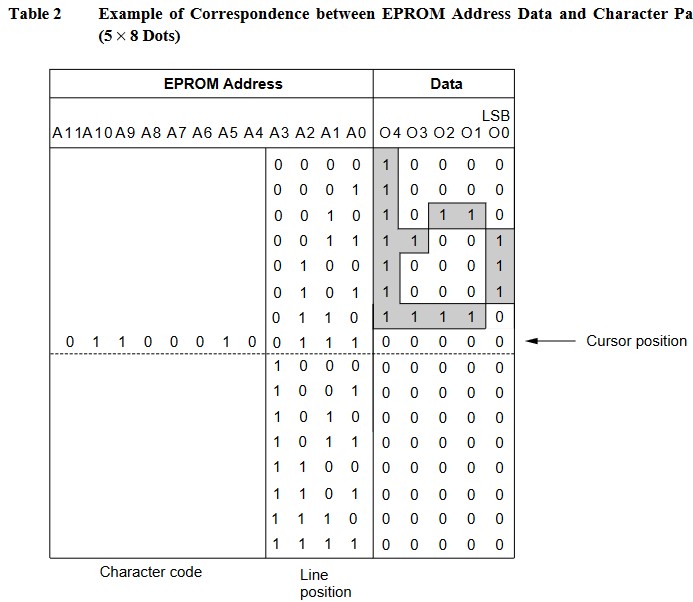 Table 2 Example of Correspondence between EPROM Address Data and Character Pa
(5 × 8 Dots)
EPROM Address Data
LSB
A11 A10 A9 A8 A7 A6 A5 A4 A3 A2 A1 A0 O4 O3 O2 O1 O0
0 0 0 0 1 0 0 0 0
0 0 0 1 1 0 0 0 0
0 0 1 0 1 0 1 1 0
0 0 1 1 1 1 0 0 1
0 1 0 0 1 0 0 0 1
0 1 0 1 1 0 0 0 1
0 1 1 0 1 1 1 1 0
0 1 1 0 0 0 1 0 0 1 1 1 0 0 0 0 0 Cursor position
1 0 0 0 0 0 0 0 0
1 0 0 1 0 0 0 0 0
1 0 1 0 0 0 0 0 0
1 0 1 1 0 0 0 0 0
1 1 0 0 0 0 0 0 0
1 1 0 1 0 0 0 0 0
1 1 1 0 0 0 0 0 0
1 1 1 1 0 0 0 0 0
Character code Line
position